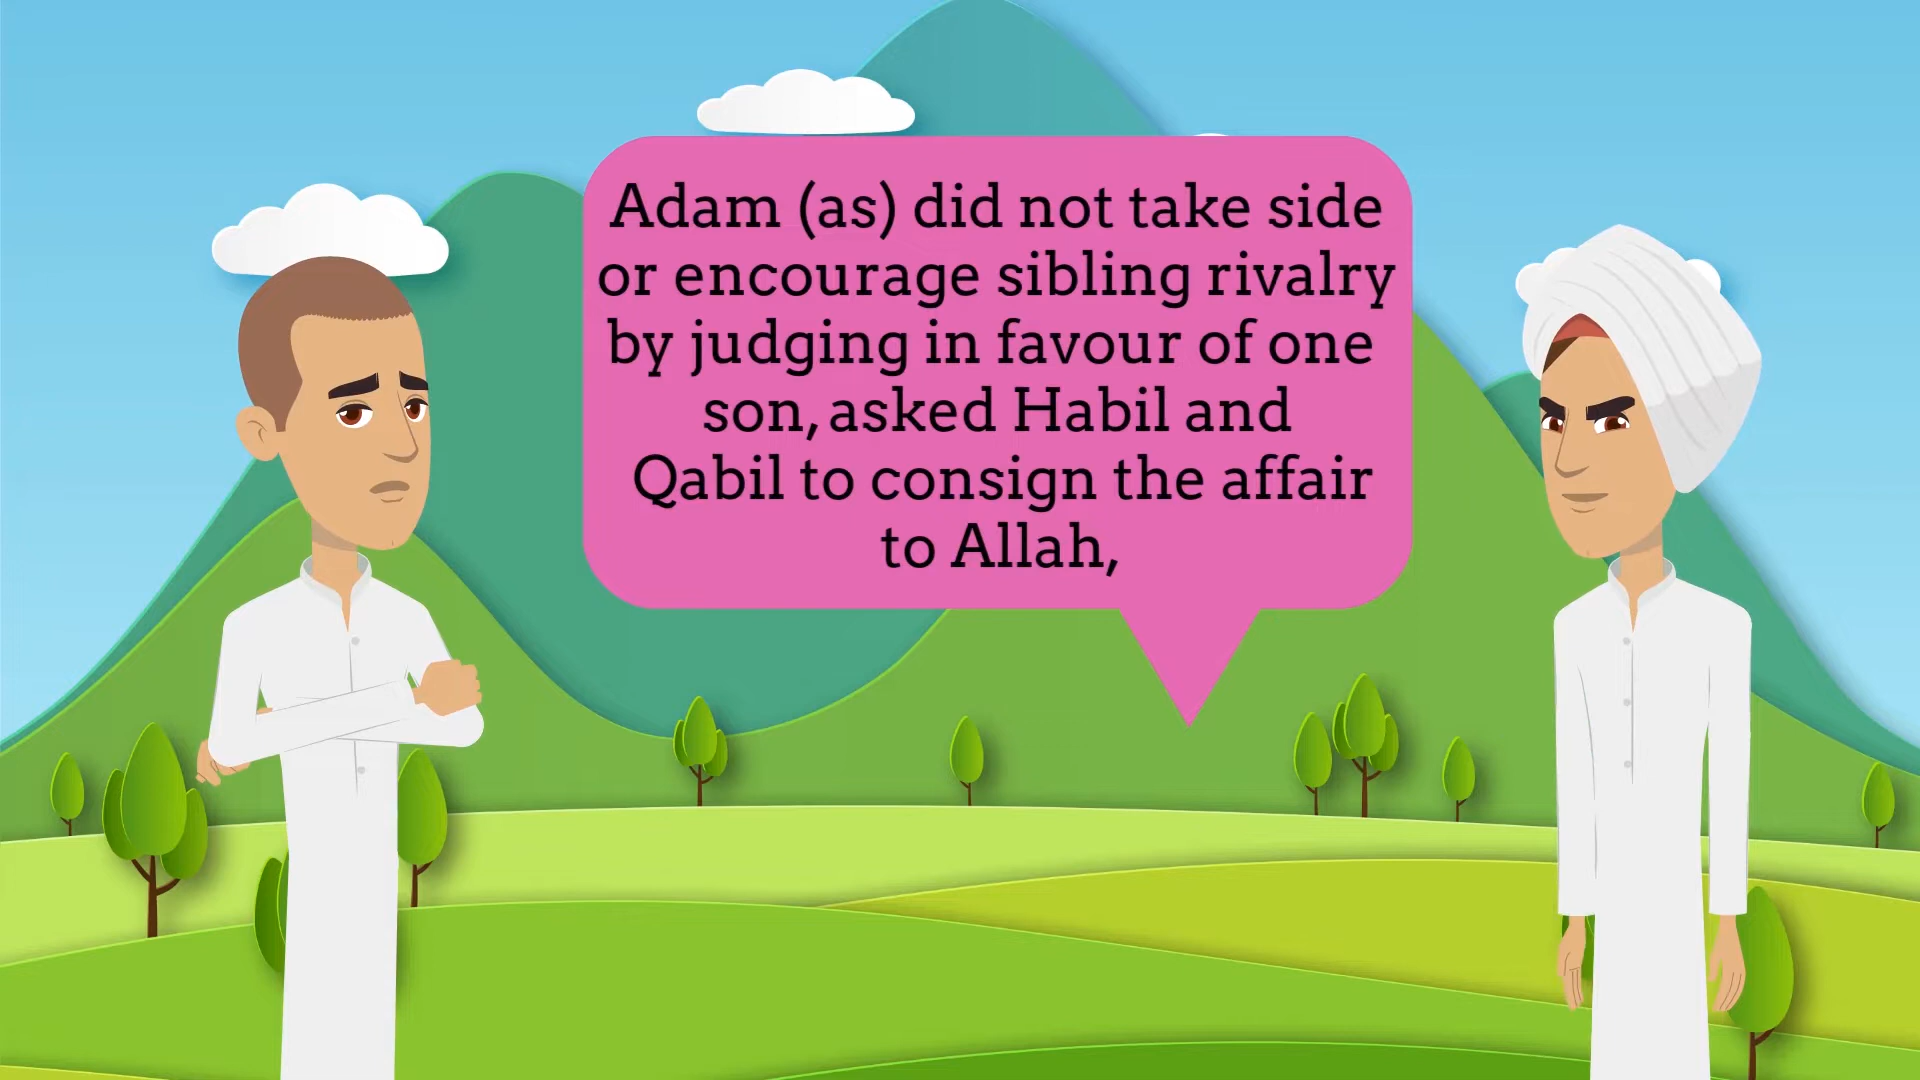 Adam (as) did not take side
or encourage sibling rivalry
by judging in favour of one
son, asked Habil and
Qabil to consign the affair
to Allah,